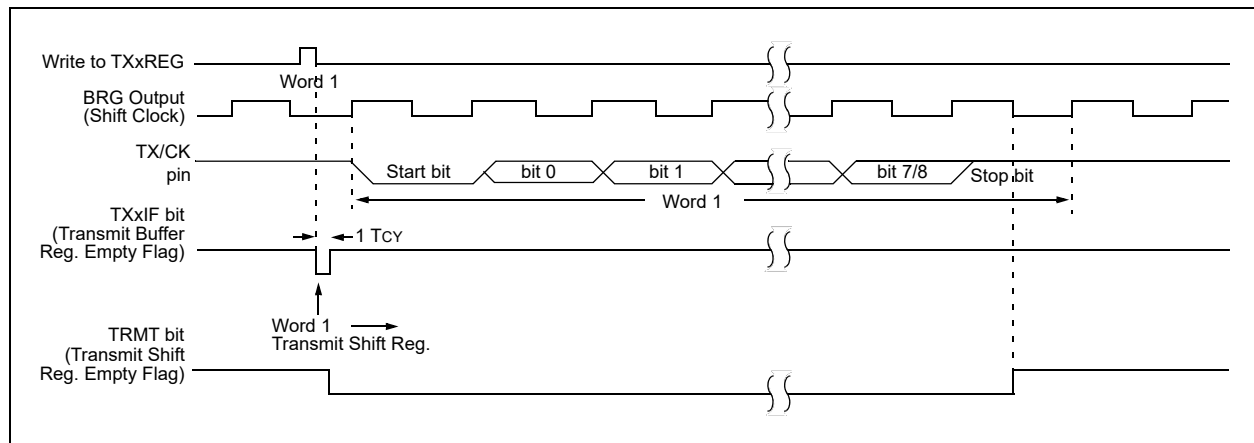 Write to TXxREG
Word 1
BRG Output
(Shift Clock)
TX/CK
pin
Start bit
bit 0
bit 1
bit 7/8
Stop bit
Word 1
TXxIF bit
(Transmit Buffer
Reg. Empty Flag)
1 TCY
Word 1
Transmit Shift Reg.
TRMT bit
(Transmit Shift
Reg. Empty Flag)